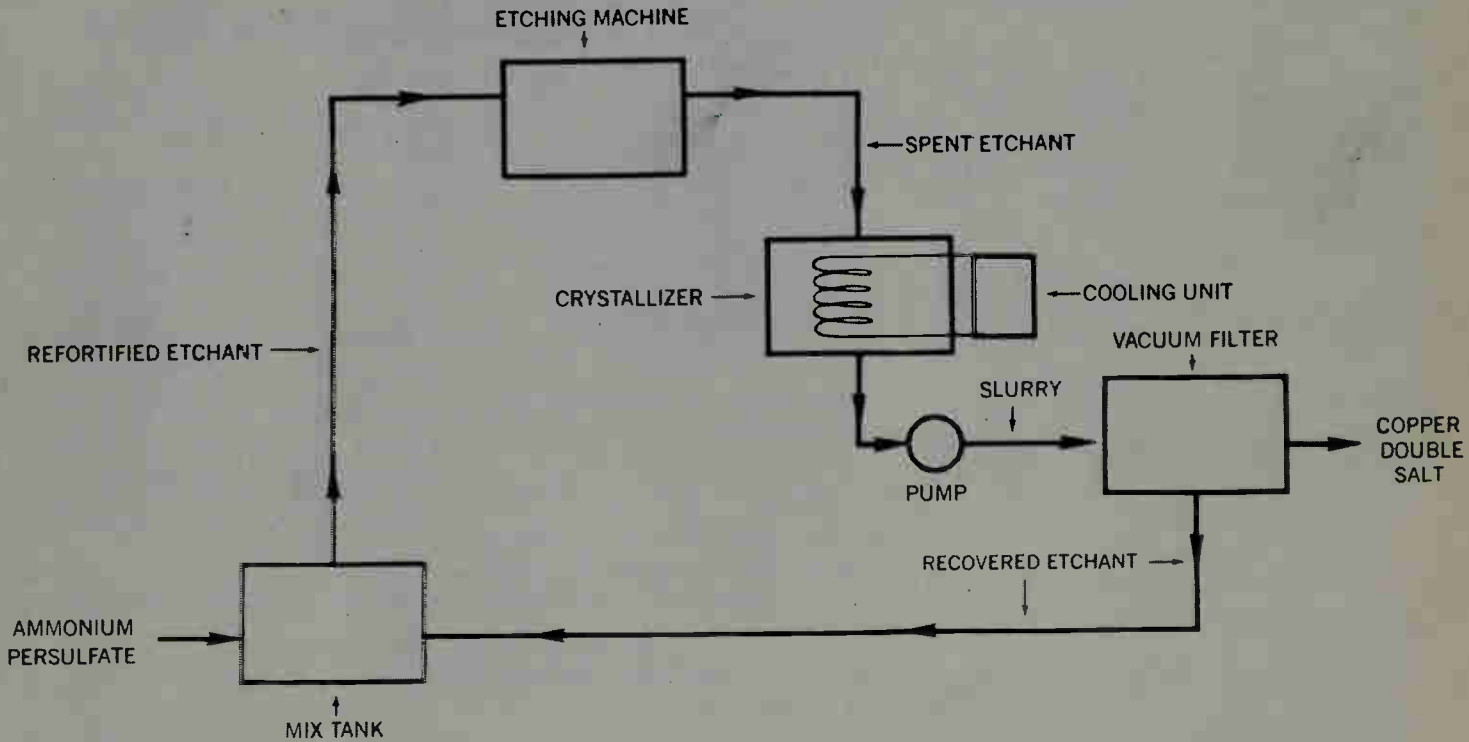 ETCHING MACHINE
SPENT ETCHANT
CRYSTALLIZER
COOLING UNIT
REFORTIFIED ETCHANT
VACUUM FILTER
SLURRY
COPPER
DOUBLE
SALT
PUMP
RECOVERED ETCHANT
AMMONIUM
PERSULFATE
MIX TANK